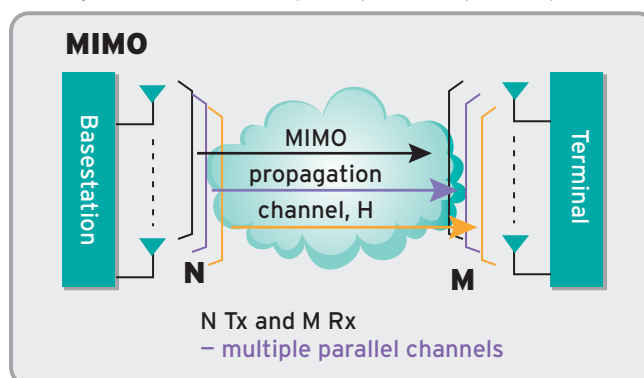 MIMO
Basestation
MIMO
propagation
channel, H
Terminal
N
M
N Tx and M Rx
– multiple parallel channels